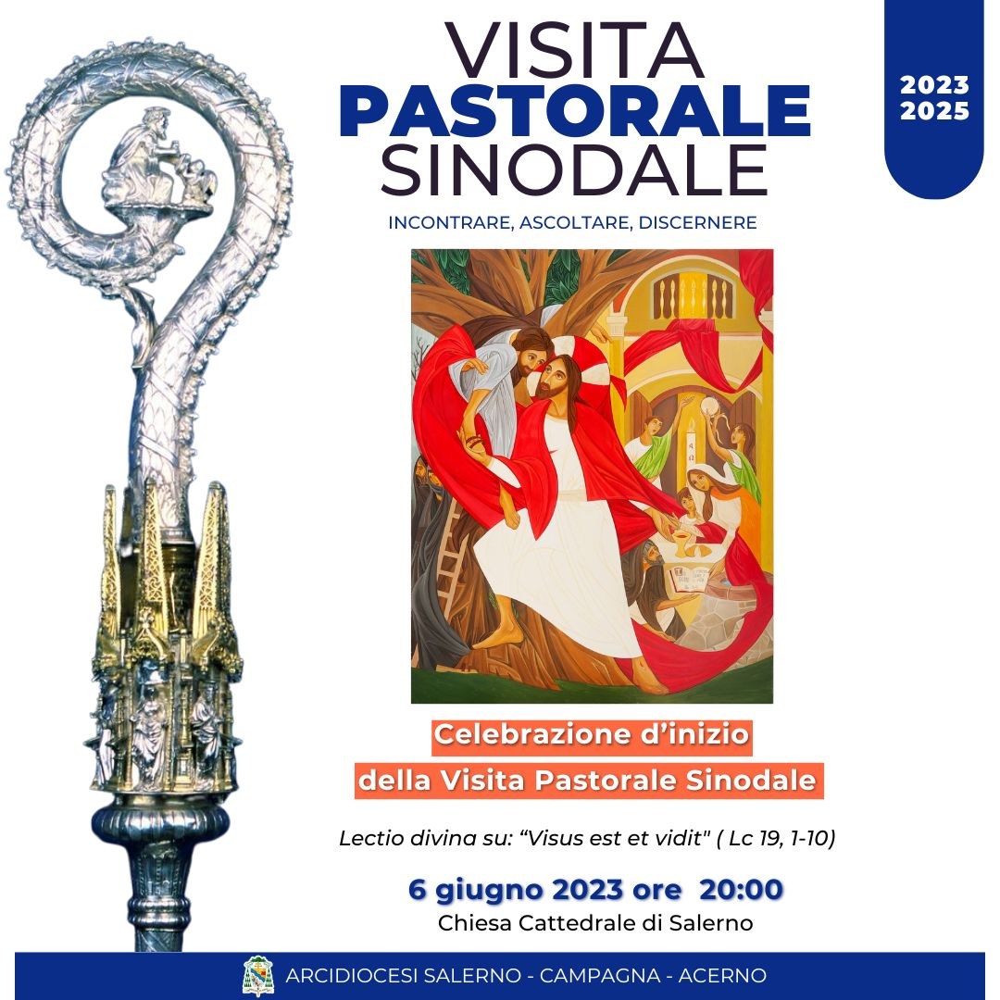 VISITA
PASTORALE
SINODALE
INCONTRARE, ASCOLTARE, DISCERNERE
2023
2025
Celebrazione d’inizio
della Visita Pastorale Sinodale
Lectio divina su: “Visus est et vidit" ( Lc 19, 1-10)
6 giugno 2023 ore 20:00
Chiesa Cattedrale di Salerno
ARCIDIOCESI SALERNO - CAMPAGNA - ACERNO